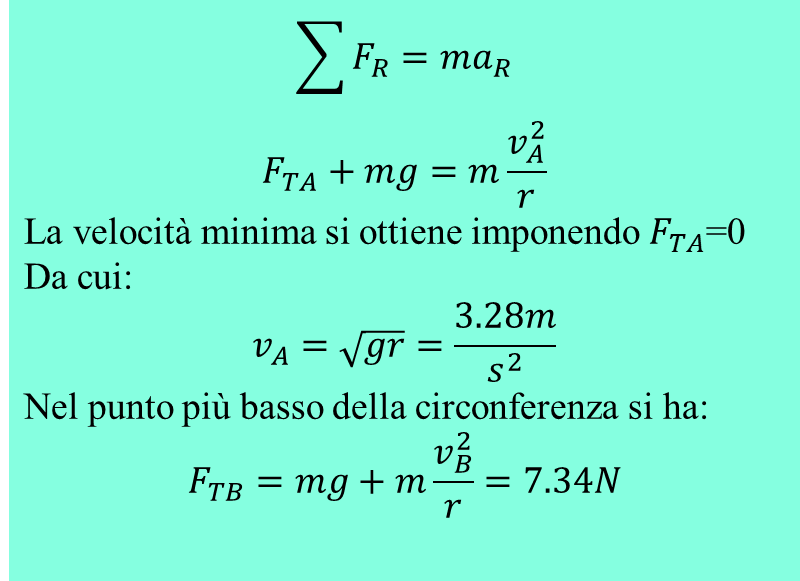 ∑ F_R = ma_R
F_{TA} + mg = m \frac{v_A^2}{r}
La velocità minima si ottiene imponendo F_{TA}=0
Da cui:
v_A = \sqrt{gr} = \frac{3.28m}{s^2}
Nel punto più basso della circonferenza si ha:
F_{TB} = mg + m \frac{v_B^2}{r} = 7.34N